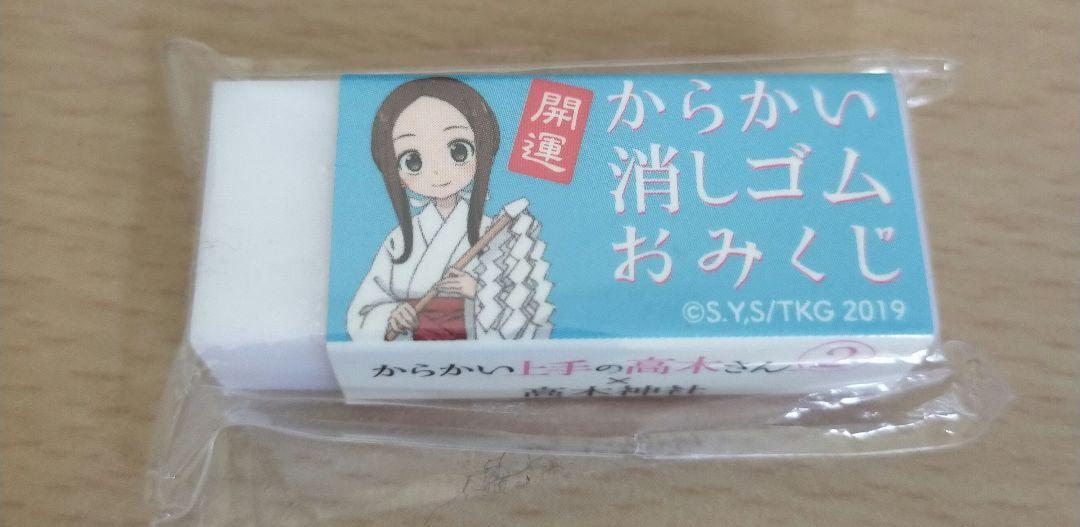 開運
からかい
消しゴム
おみくじ
©S.Y,S/TKG 2019
からかい上手の高木さん②
×
高木神社